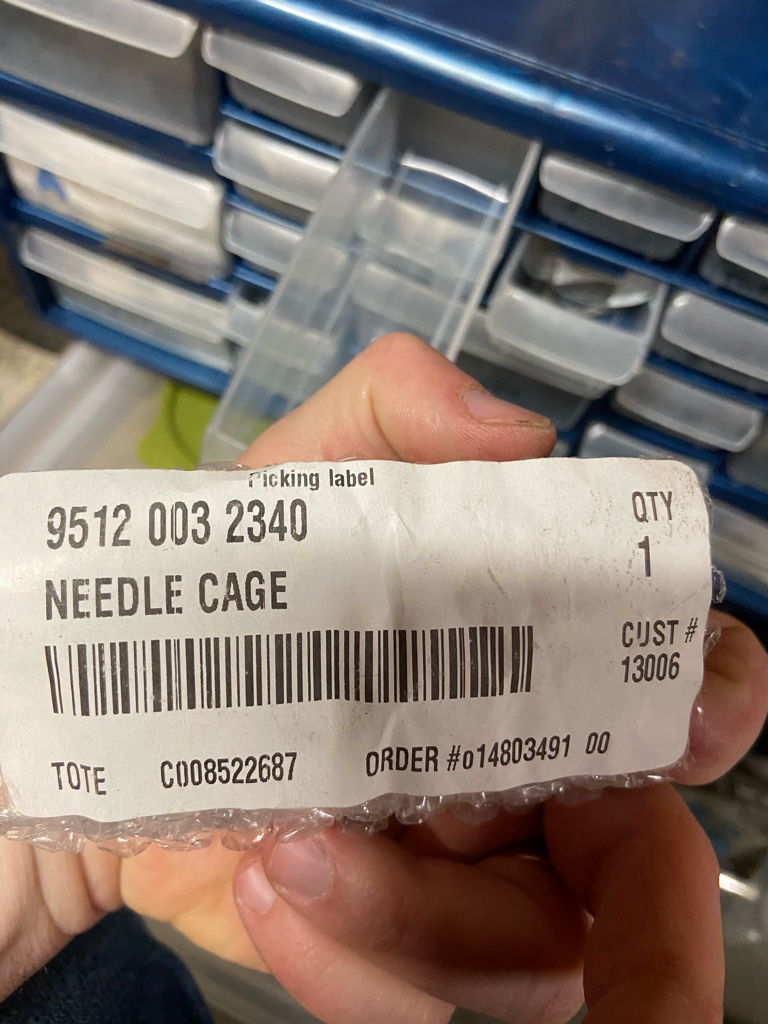 Picking label
9512 003 2340
QTY
1
NEEDLE CAGE
CUST #
13006
TOTE C008522687 ORDER #o14803491 00